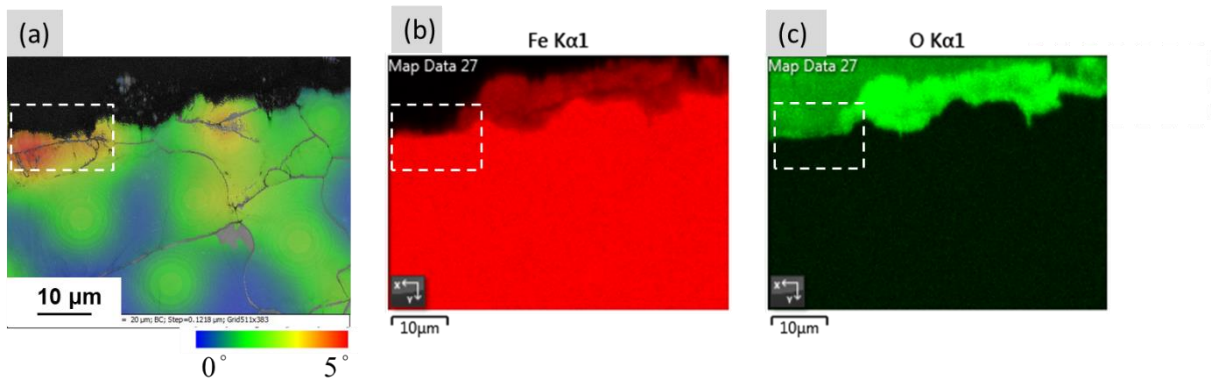 (a)
10 µm
= 20 µm; BC; Step=0.1218 µm; Grid511x383
0°
5°
(b)
Fe Kα1
Map Data 27
X
Y
10µm
(c)
O Kα1
Map Data 27
X
Y
10µm